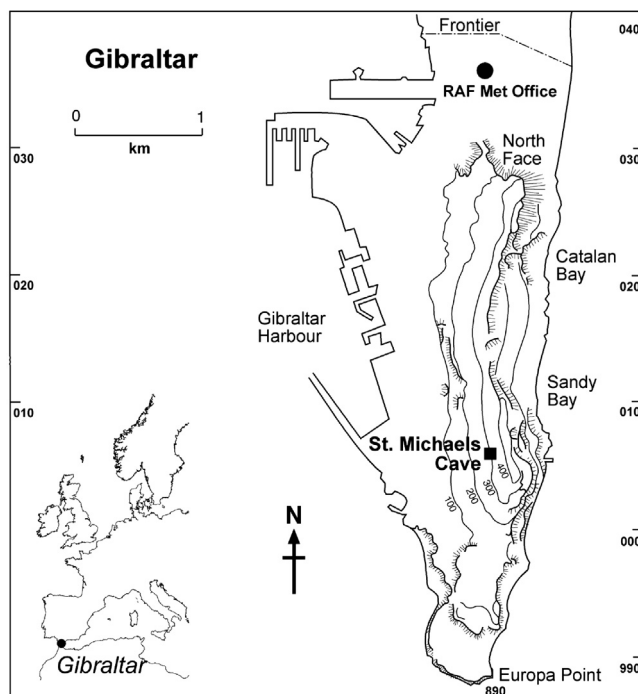 Gibraltar
0
1
km
Frontier
RAF Met Office
North
Face
Catalan
Bay
Gibraltar
Harbour
Sandy
Bay
St. Michaels
Cave
100
200
300
400
N
Europa Point
Gibraltar
030
020
010
040
030
020
010
000
990
890